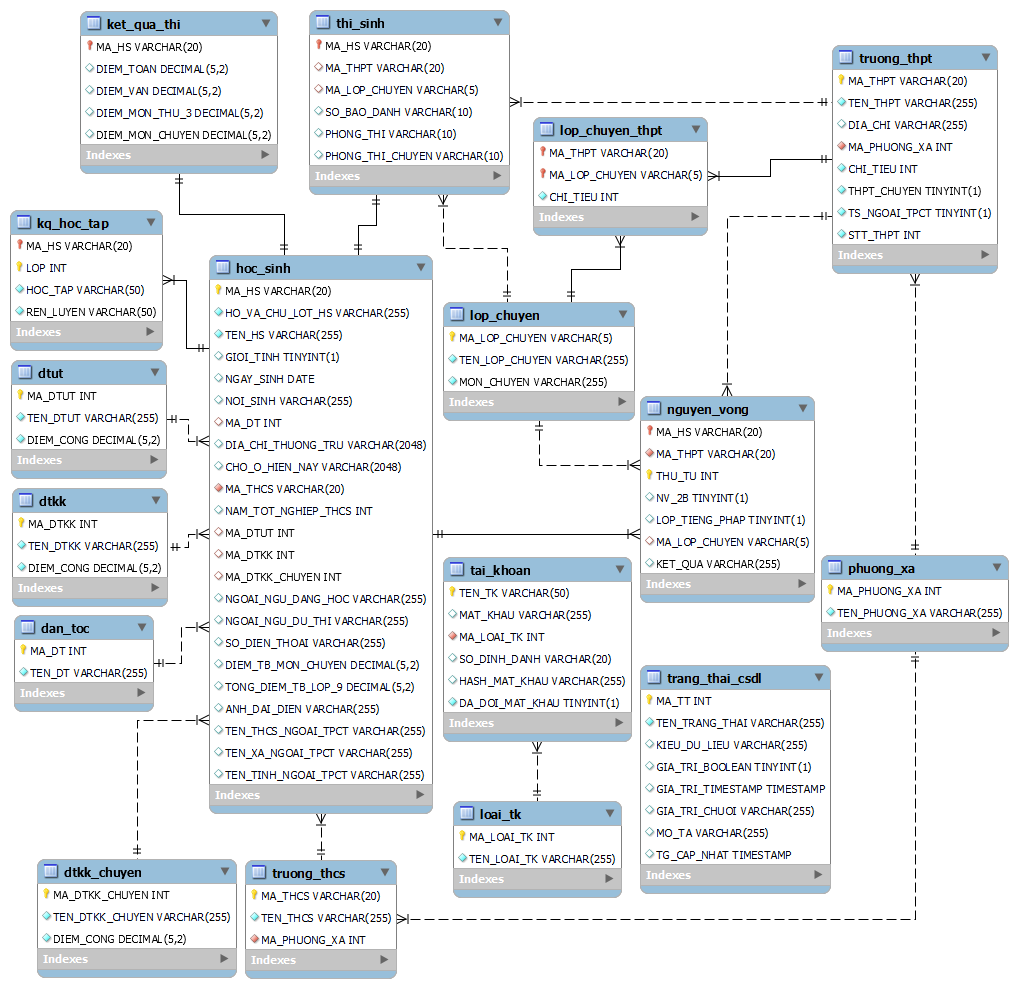 ket_qua_thi
MA_HS VARCHAR(20)
DIEM_TOAN DECIMAL(5,2)
DIEM_VAN DECIMAL(5,2)
DIEM_MON_THU_3 DECIMAL(5,2)
DIEM_MON_CHUYEN DECIMAL(5,2)
Indexes
thi_sinh
MA_HS VARCHAR(20)
MA_THPT VARCHAR(20)
MA_LOP_CHUYEN VARCHAR(5)
SO_BAO_DANH VARCHAR(10)
PHONG_THI VARCHAR(10)
PHONG_THI_CHUYEN VARCHAR(10)
Indexes
truong_thpt
MA_THPT VARCHAR(20)
TEN_THPT VARCHAR(255)
DIA_CHI VARCHAR(255)
MA_PHUONG_XA INT
CHI_TIEU INT
THPT_CHUYEN TINYINT(1)
TS_NGOAI_TPCT TINYINT(1)
STT_THPT INT
Indexes
lop_chuyen_thpt
MA_THPT VARCHAR(20)
MA_LOP_CHUYEN VARCHAR(5)
CHI_TIEU INT
Indexes
kq_hoc_tap
MA_HS VARCHAR(20)
LOP INT
HOC_TAP VARCHAR(50)
REN_LUYEN VARCHAR(50)
Indexes
hoc_sinh
MA_HS VARCHAR(20)
HO_VA_CHU_LOT_HS VARCHAR(255)
TEN_HS VARCHAR(255)
GIOI_TINH TINYINT(1)
NGAY_SINH DATE
NOI_SINH VARCHAR(255)
MA_DT INT
DIA_CHI_THUONG_TRU VARCHAR(2048)
CHO_O_HIEN_NAY VARCHAR(2048)
MA_THCS VARCHAR(20)
NAM_TOT_NGHIEP_THCS INT
MA_DTUT INT
MA_DTKK INT
MA_DTKK_CHUYEN INT
NGOAI_NGU_DANG_HOC VARCHAR(255)
NGOAI_NGU_DU_THI VARCHAR(255)
SO_DIEN_THOAI VARCHAR(255)
DIEM_TB_MON_CHUYEN DECIMAL(5,2)
TONG_DIEM_TB_LOP_9 DECIMAL(5,2)
ANH_DAI_DIEN VARCHAR(255)
TEN_THCS_NGOAI_TPCT VARCHAR(255)
TEN_XA_NGOAI_TPCT VARCHAR(255)
TEN_TINH_NGOAI_TPCT VARCHAR(255)
Indexes
lop_chuyen
MA_LOP_CHUYEN VARCHAR(5)
TEN_LOP_CHUYEN VARCHAR(255)
MON_CHUYEN VARCHAR(255)
Indexes
dtut
MA_DTUT INT
TEN_DTUT VARCHAR(255)
DIEM_CONG DECIMAL(5,2)
Indexes
nguyen_vong
MA_HS VARCHAR(20)
MA_THPT VARCHAR(20)
THU_TU INT
NV_2B TINYINT(1)
LOP_TIENG_PHAP TINYINT(1)
MA_LOP_CHUYEN VARCHAR(5)
KET_QUA VARCHAR(255)
Indexes
dtkk
MA_DTKK INT
TEN_DTKK VARCHAR(255)
DIEM_CONG DECIMAL(5,2)
Indexes
tai_khoan
TEN_TK VARCHAR(50)
MAT_KHAU VARCHAR(255)
MA_LOAI_TK INT
SO_DINH_DANH VARCHAR(20)
HASH_MAT_KHAU VARCHAR(255)
DA_DOI_MAT_KHAU TINYINT(1)
Indexes
phuong_xa
MA_PHUONG_XA INT
TEN_PHUONG_XA VARCHAR(255)
Indexes
dan_toc
MA_DT INT
TEN_DT VARCHAR(255)
Indexes
trang_thai_csdl
MA_TT INT
TEN_TRANG_THAI VARCHAR(255)
KIEU_DU_LIEU VARCHAR(255)
GIA_TRI_BOOLEAN TINYINT(1)
GIA_TRI_TIMESTAMP TIMESTAMP
GIA_TRI_CHUOI VARCHAR(255)
MO_TA VARCHAR(255)
TG_CAP_NHAT TIMESTAMP
Indexes
loai_tk
MA_LOAI_TK INT
TEN_LOAI_TK VARCHAR(255)
Indexes
dtkk_chuyen
MA_DTKK_CHUYEN INT
TEN_DTKK_CHUYEN VARCHAR(255)
DIEM_CONG DECIMAL(5,2)
Indexes
truong_thcs
MA_THCS VARCHAR(20)
TEN_THCS VARCHAR(255)
MA_PHUONG_XA INT
Indexes